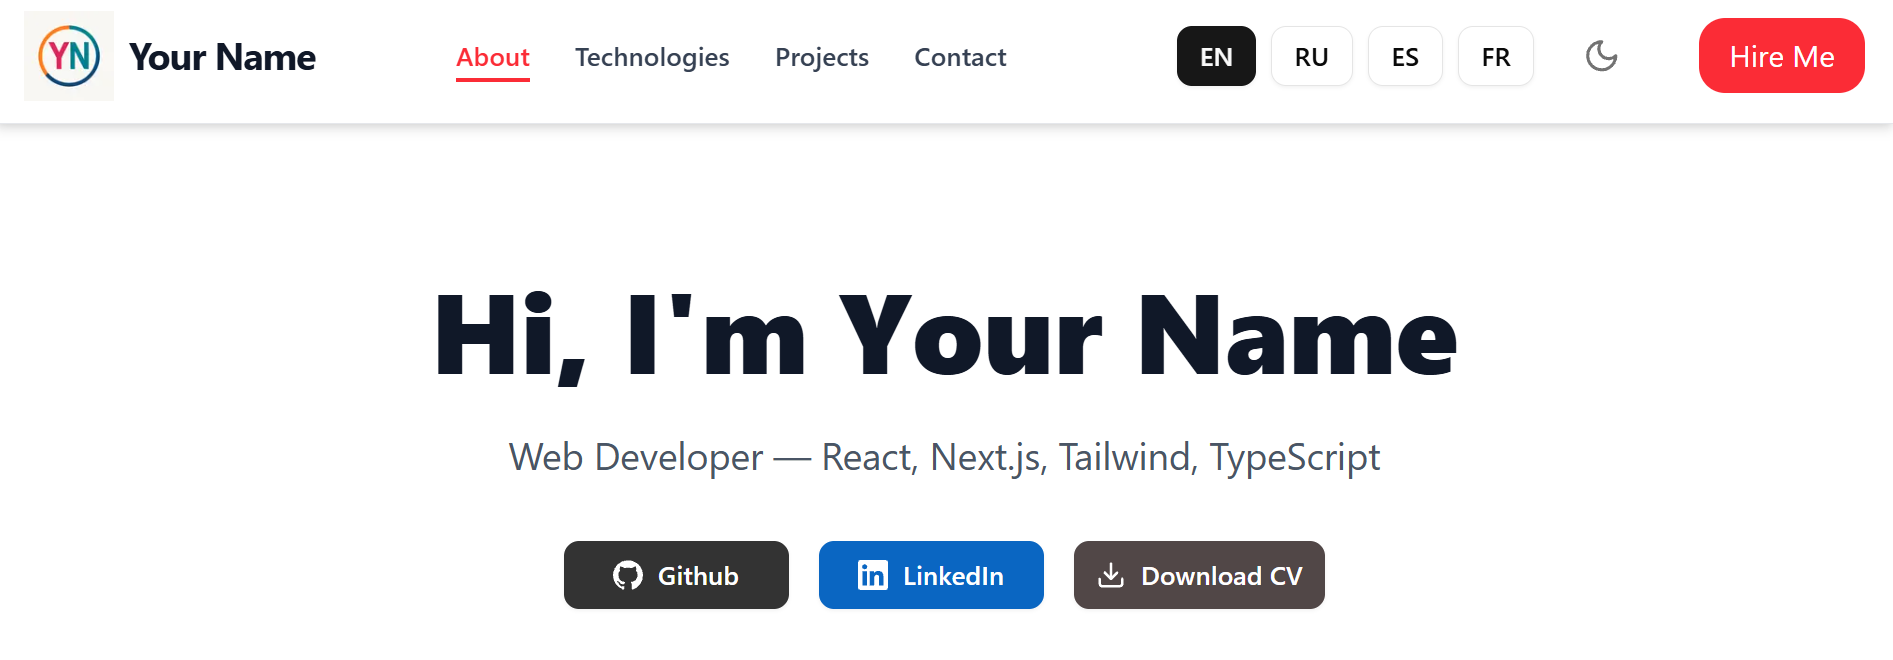 YN Your Name About Technologies Projects Contact EN RU ES FR Hire Me
Hi, I'm Your Name
Web Developer — React, Next.js, Tailwind, TypeScript
Github LinkedIn Download CV